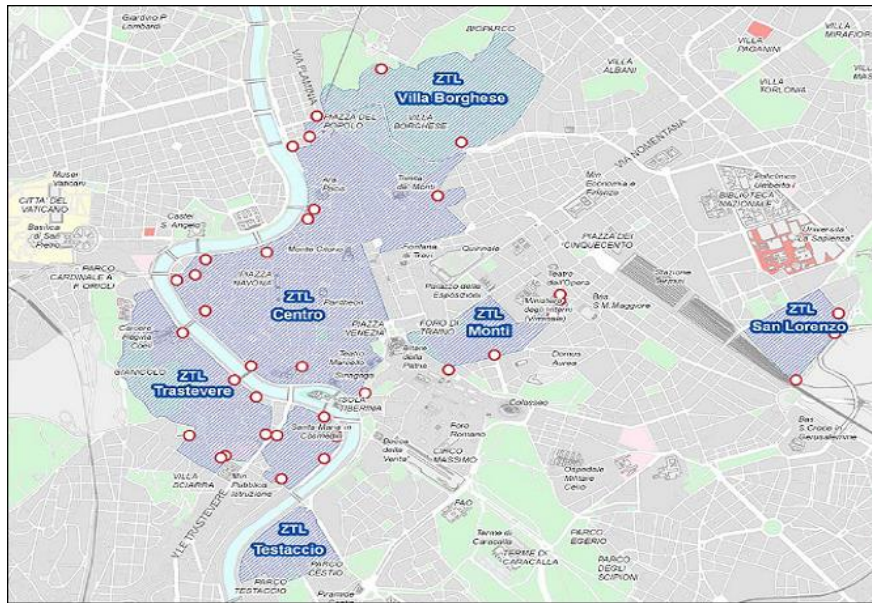 Giardino P.
Lombardi
VIA FLAMINIA
BIOPARCO
ZTL
Villa Borghese
VILLA
ALBANI
VILLA
PAGANINI
VILLA
VILLA
TORLONIA
PIAZZA DEL
POPOLO
VILLA
BORGHESE
VIA NOMENTANA
Musei
Vaticani
CITTA' DEL
VATICANO
Basilica
di San
Pietro
Castel
S. Angelo
Ara
Pacis
Trinita
dei Monti
Min.
Economia e
Finanze
Policlinico
Umberto I
BIBLIOTECA
NAZIONALE
Universita'
"La Sapienza"
PIAZZA DEI
CINQUECENTO
Stazione
Termini
PARCO
CARDINALE A
Monte Citorio
Fontana
di Trevi
Quirinale
PIAZZA
NAVONA
Pantheon
ZTL
Centro
Palazzo delle
Esposizioni
Teatro
dell'Opera
Ministero
degli Interni
(Viminale)
Bas.
S.M.Maggiore
ZTL
Monti
ZTL
San Lorenzo
Carcere
Regina
Coeli
PIAZZA
VENEZIA
FORO DI
TRAIANO
Altare
della
Patria
Domus
Aurea
GIANICOLO
ZTL
Trastevere
Teatro
Marcello
Sinagoga
ISOLA
TIBERINA
Colosseo
Foro
Romano
Bas.
S.Croce in
Gerusalemme
Santa Maria in
Cosmedin
Bocca
della
Verita'
CIRCO
MASSIMO
VILLA
SCIARRA
Min.
Pubblica
Istruzione
V.LE TRASTEVERE
Ospedale
Militare
Celio
FAO
ZTL
Testaccio
Terme di
Caracalla
TERME DI
CARACALLA
PARCO
EGERIO
PARCO
DEGLI
SCIPIONI
PARCO
TESTACCIO
PARCO
CESTIO
Piramide